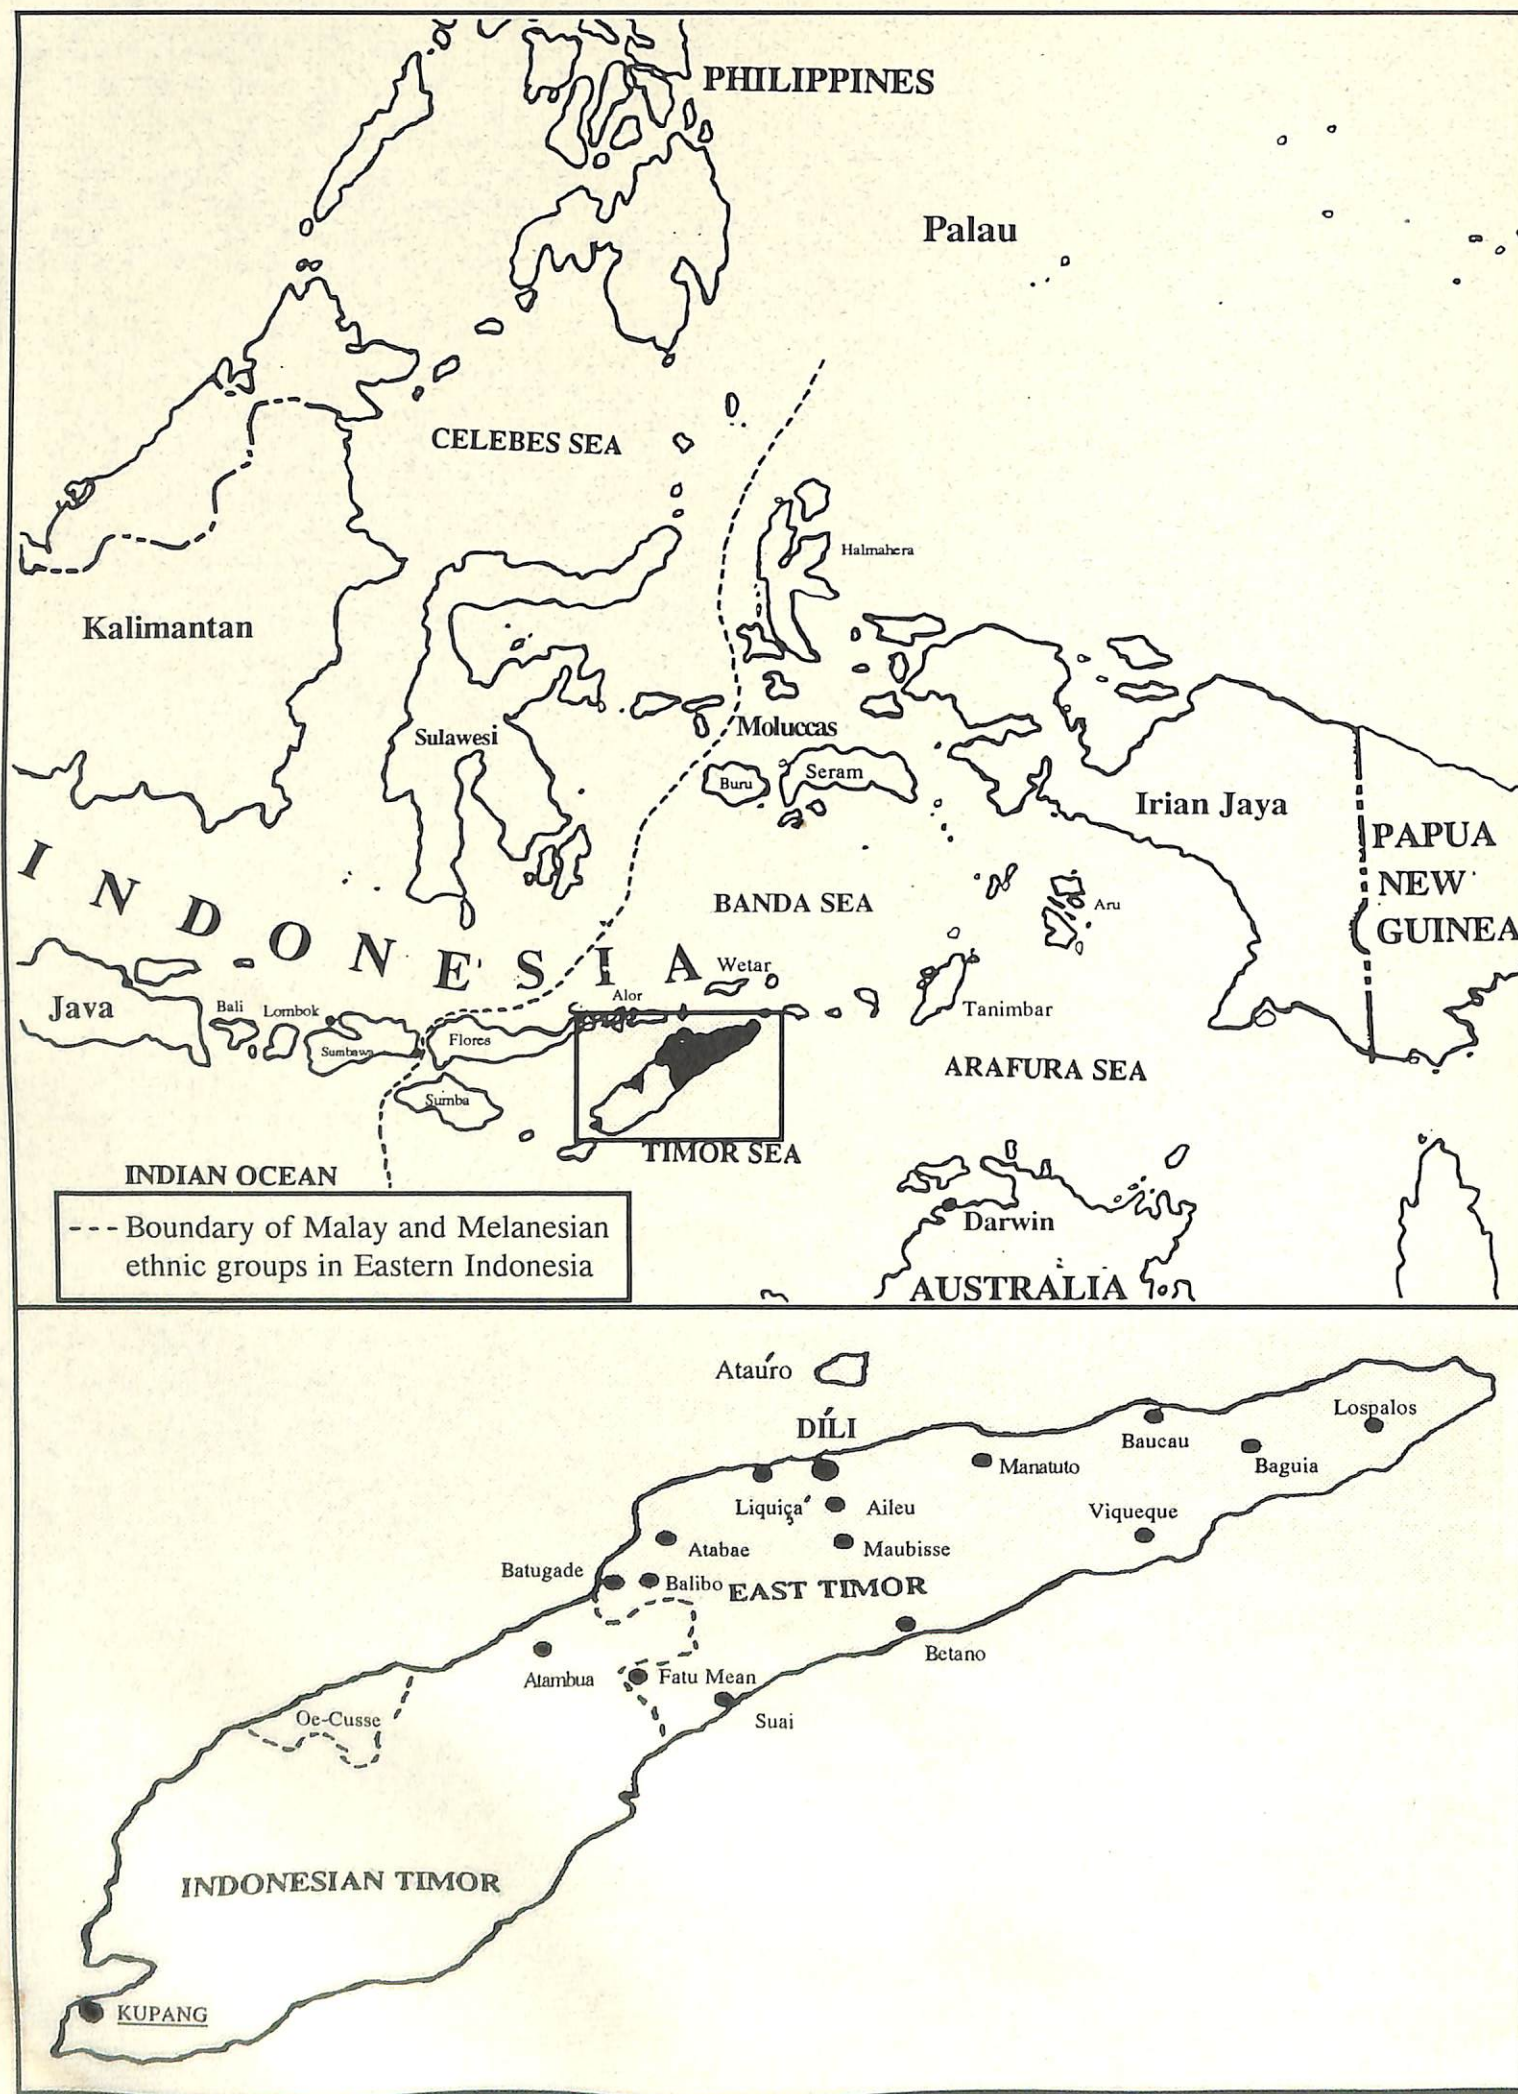 PHILIPPINES
Palau
CELEBES SEA
Halmahera
Kalimantan
Sulawesi
Moluccas
Buru
Seram
Irian Jaya
PAPUA
NEW
GUINEA
INDONESIA
BANDA SEA
Aru
Wetar
Java
Bali
Lombok
Alor
Tanimbar
Sumbawa
Flores
ARAFURA SEA
Sumba
TIMOR SEA
INDIAN OCEAN
--- Boundary of Malay and Melanesian
ethnic groups in Eastern Indonesia
Darwin
AUSTRALIA
Ataúro
DÍLI
Lospalos
Baucau
Manatuto
Baguia
Liquiçá
Aileu
Viqueque
Atabae
Maubisse
Batugade
Balibo
EAST TIMOR
Betano
Atambua
Fatu Mean
Oe-Cusse
Suai
INDONESIAN TIMOR
KUPANG